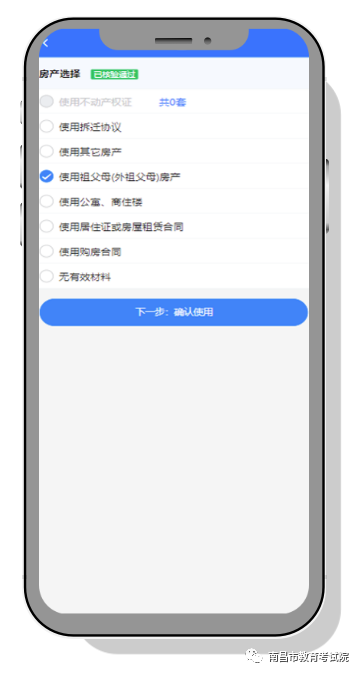 房产选择 已核验通过
使用不动产权证 共0套
使用拆迁协议
使用其它房产
使用祖父母(外祖父母)房产
使用公寓、商住楼
使用居住证或房屋租赁合同
使用购房合同
无有效材料
下一步：确认使用
南昌市教育考试院